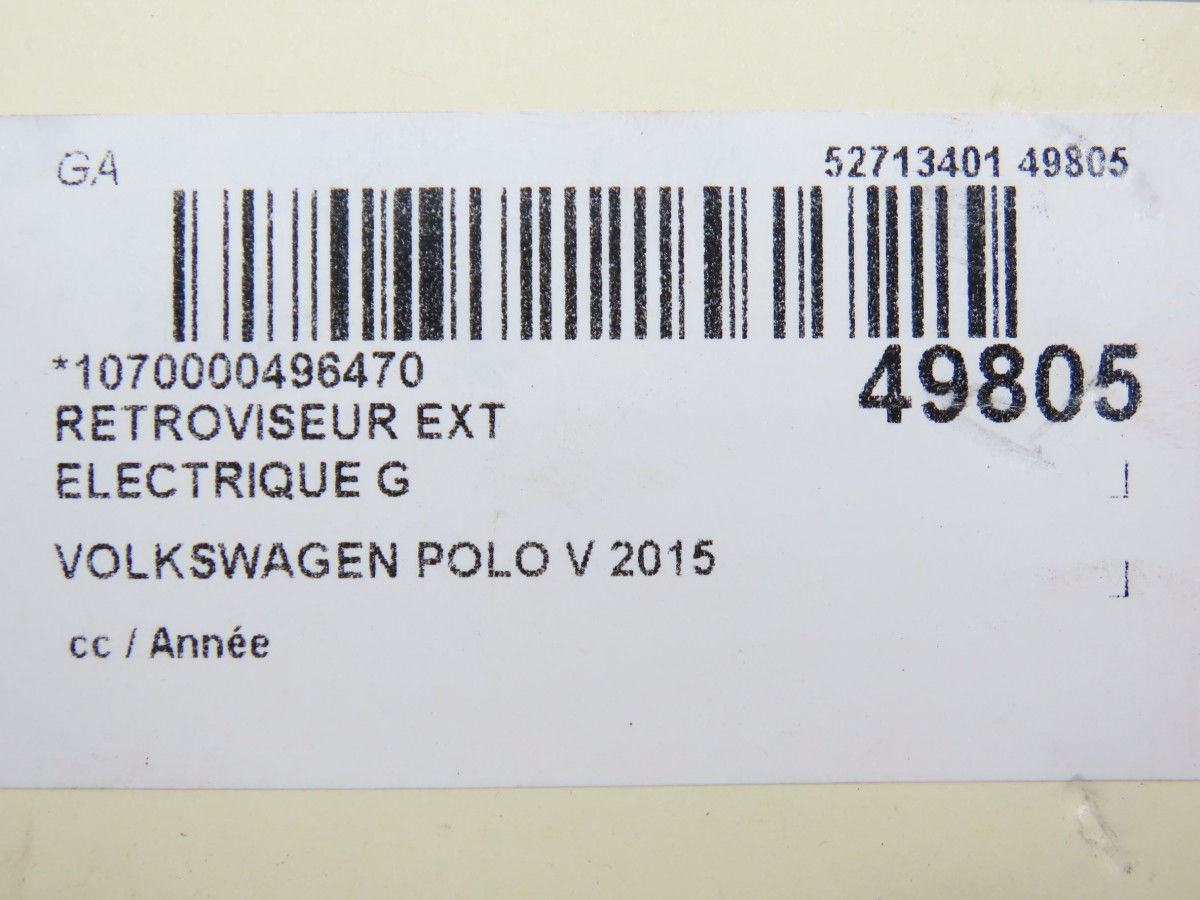 GA
52713401 49805
*1070000496470
49805
RETROVISEUR EXT
ELECTRIQUE G
VOLKSWAGEN POLO V 2015
cc / Année